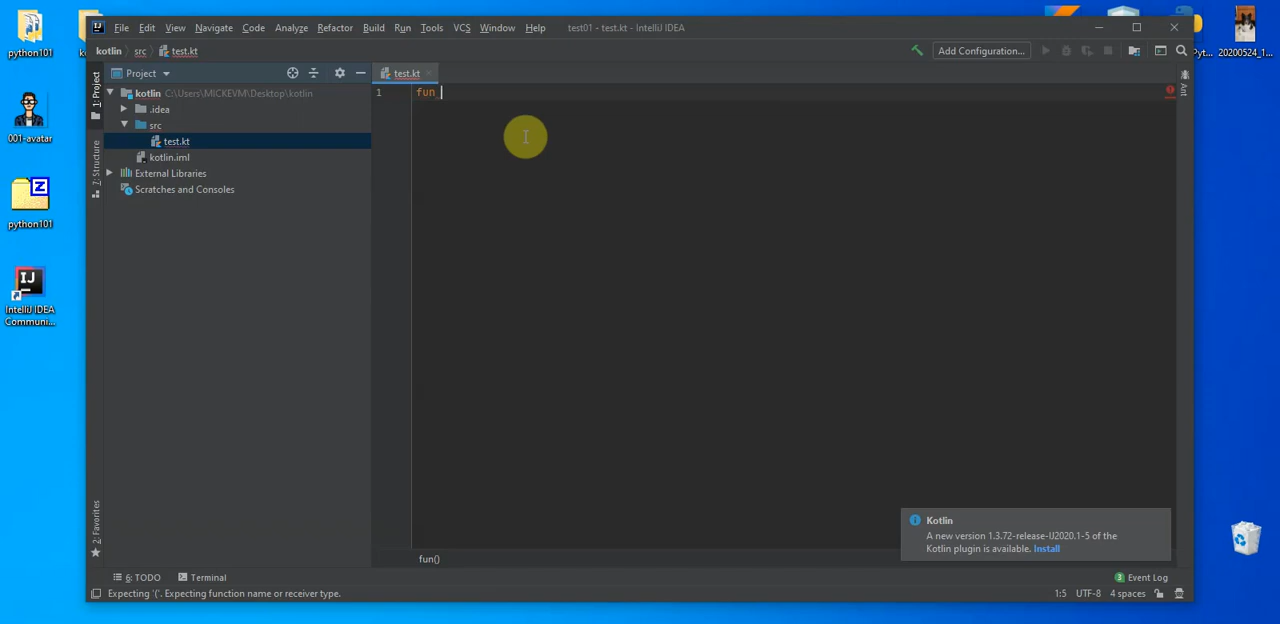 python101
File Edit View Navigate Code Analyze Refactor Build Run Tools VCS Window Help test01 - test.kt - IntelliJ IDEA
kotlin src test.kt Add Configuration...
Project test.kt
1: Project
kotlin C:\Users\MICKEVM\Desktop\kotlin 1 fun
.idea
src
test.kt
kotlin.iml
External Libraries
Scratches and Consoles
7: Structure
Ant
20200524_1...
001-avatar
Z
python101
IJ
IntelliJ IDEA
Communi...
2: Favorites
Kotlin
A new version 1.3.72-release-IJ2020.1-5 of the
Kotlin plugin is available. Install
fun()
6: TODO Terminal 3 Event Log
Expecting '('. Expecting function name or receiver type. 1:5 UTF-8 4 spaces